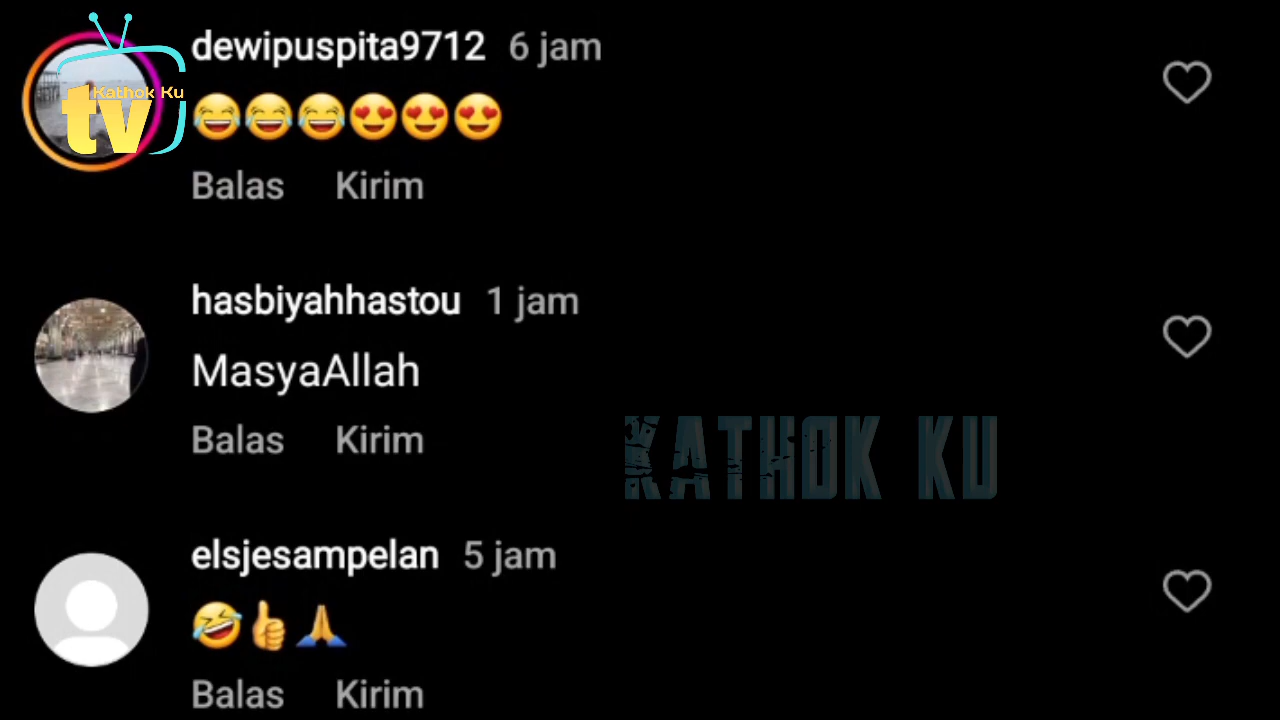 dewipuspita9712 6 jam
Kathok Ku
tv
😂😂😂😍😍😍
Balas Kirim
hasbiyahhastou 1 jam
MasyaAllah
Balas Kirim
KATHOK KU
elsjesampelan 5 jam
🤣👍🙏
Balas Kirim